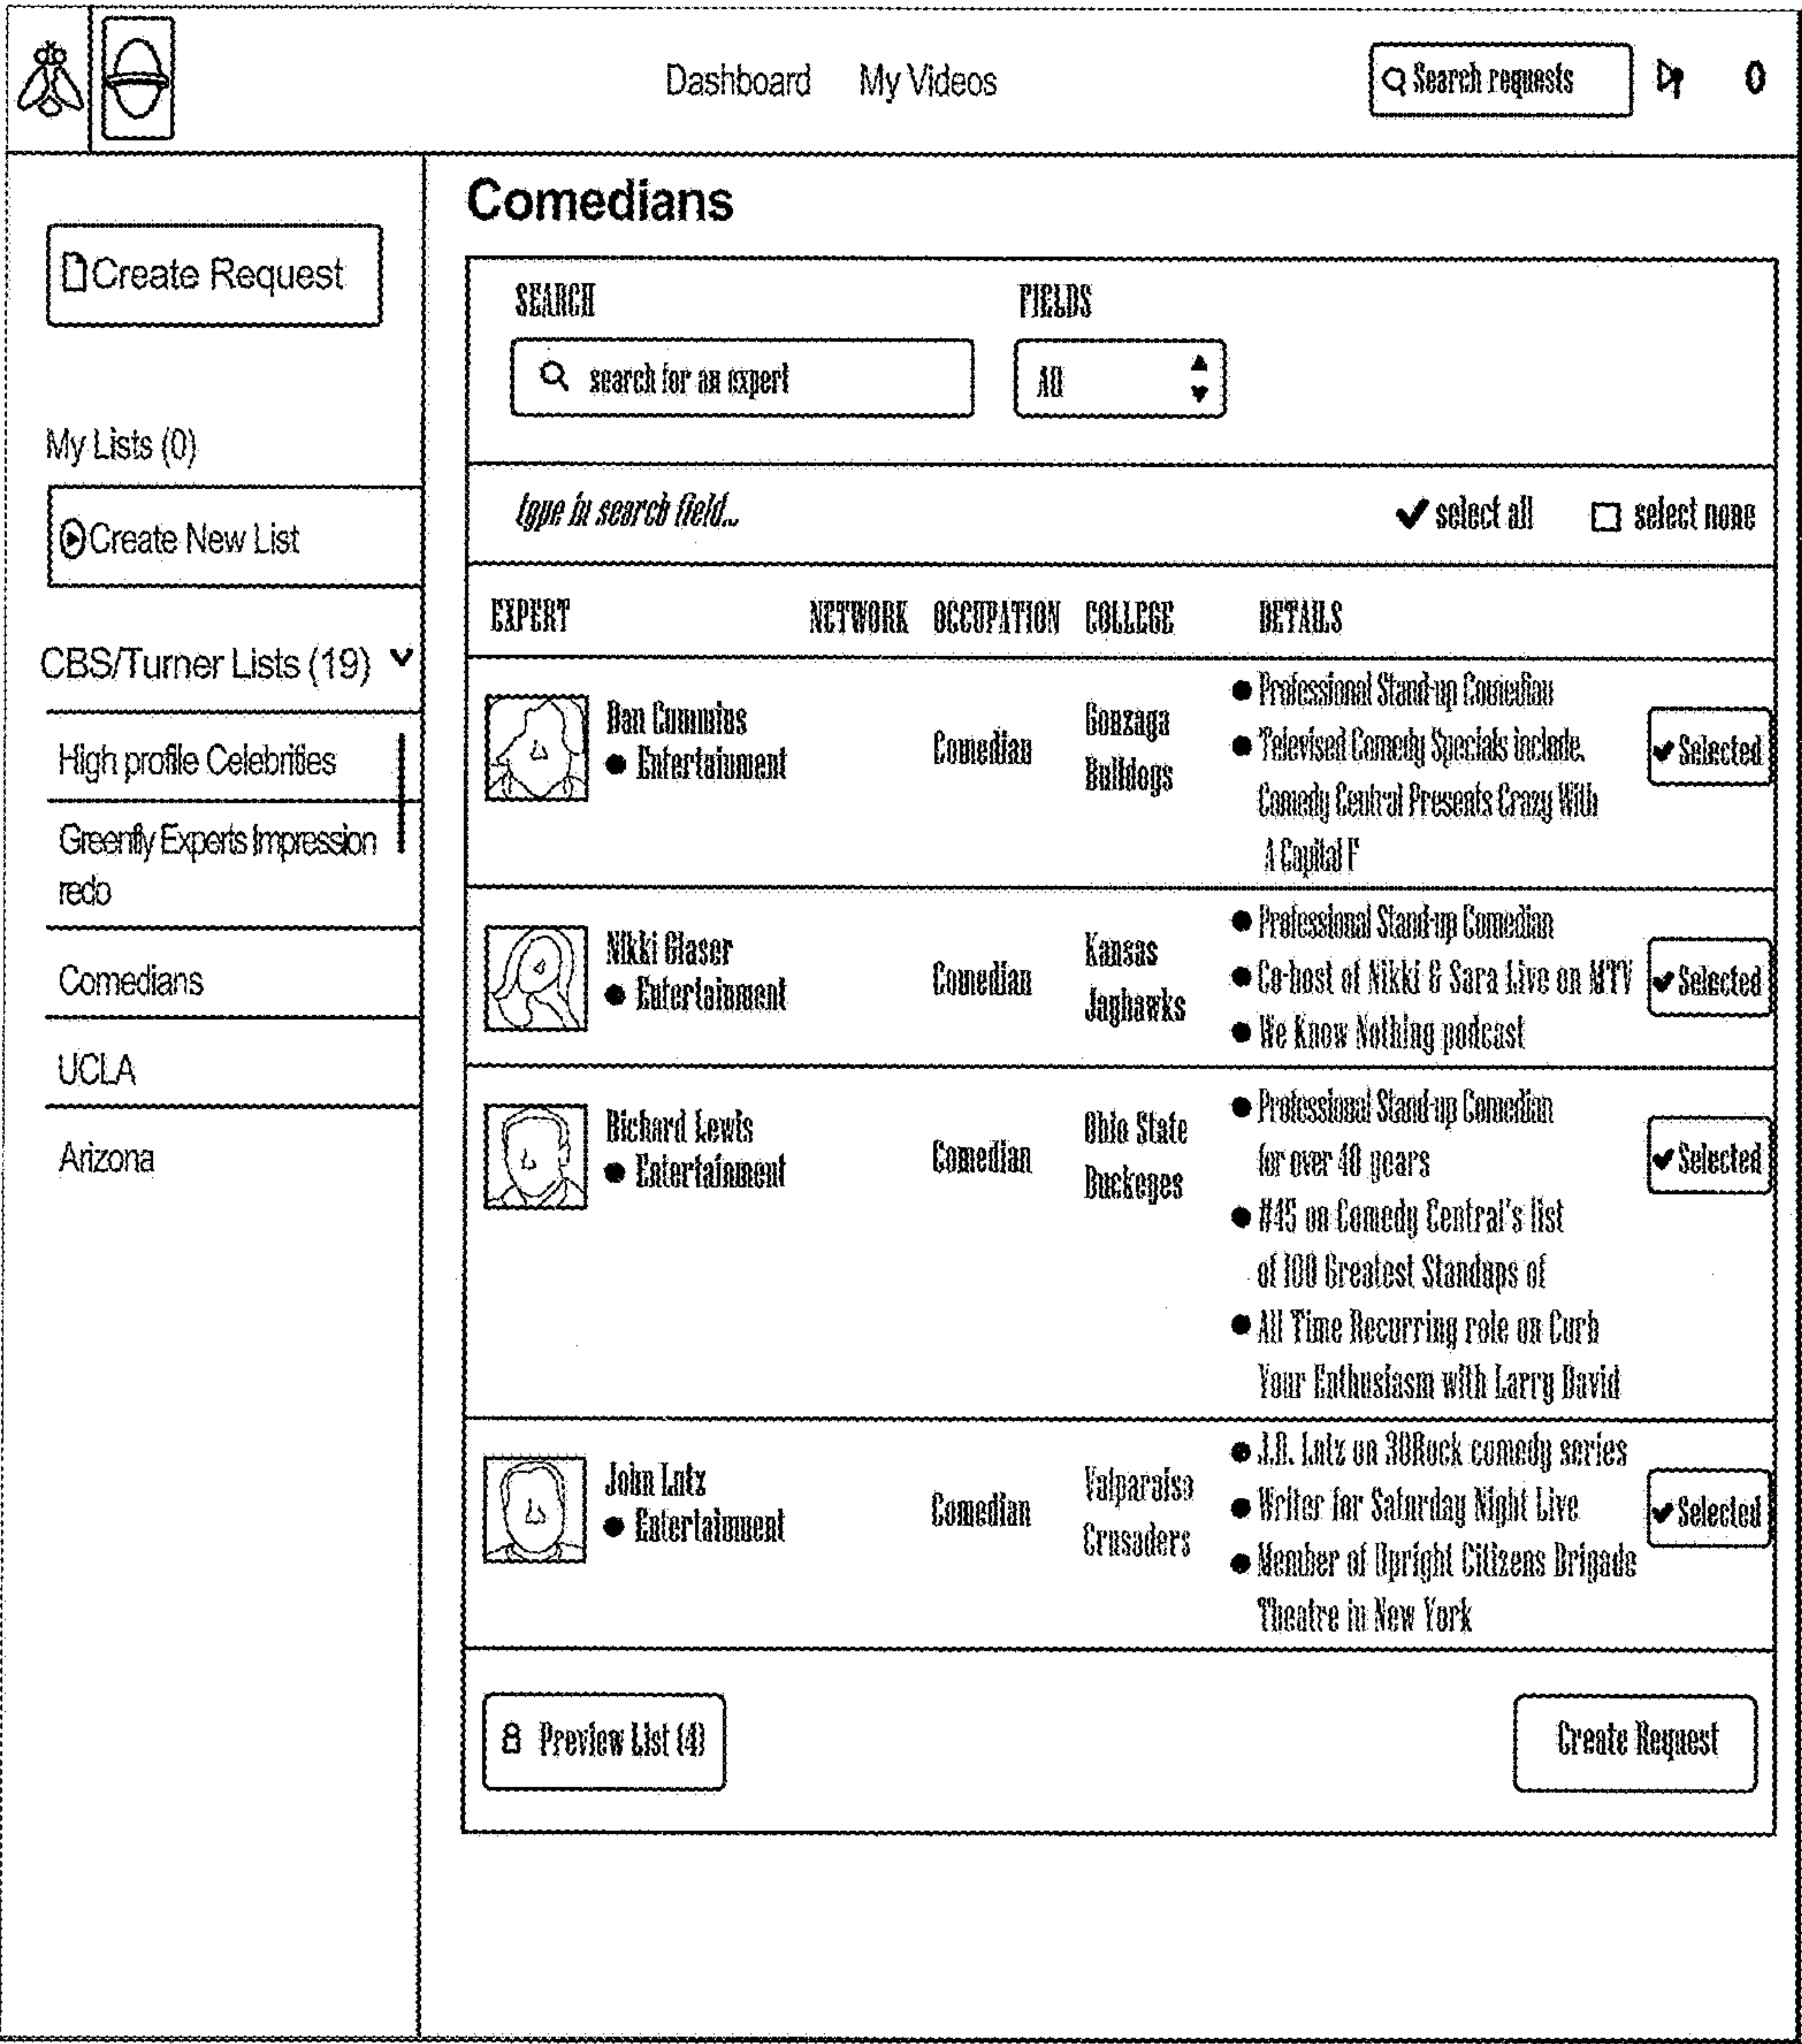 Dashboard My Videos Search requests 0
Create Request
My Lists (0)
Create New List
CBS/Turner Lists (19)
High profile Celebrities
Greenfly Experts Impression
redo
Comedians
UCLA
Arizona
Comedians
SEARCH FIELDS
search for an expert All
type in search field... select all select none
EXPERT NETWORK OCCUPATION COLLEGE DETAILS
Dan Cummins
Entertainment
Comedian
Gonzaga
Bulldogs
Professional Stand-up Comedian
Televised Comedy Specials include,
Comedy Central Presents Crazy With
A Capital F
Selected
Nikki Glaser
Entertainment
Comedian
Kansas
Jayhawks
Professional Stand-up Comedian
Co-host of Nikki & Sara Live on MTV
We Know Nothing podcast
Selected
Richard Lewis
Entertainment
Comedian
Ohio State
Buckeyes
Professional Stand-up Comedian
for over 40 years
#45 on Comedy Central's list
of 100 Greatest Standups of
All Time Recurring role on Curb
Your Enthusiasm with Larry David
Selected
John Lutz
Entertainment
Comedian
Valparaiso
Crusaders
J.D. Lutz on 30Rock comedy series
Writer for Saturday Night Live
Member of Upright Citizens Brigade
Theatre in New York
Selected
Preview List (4) Create Request